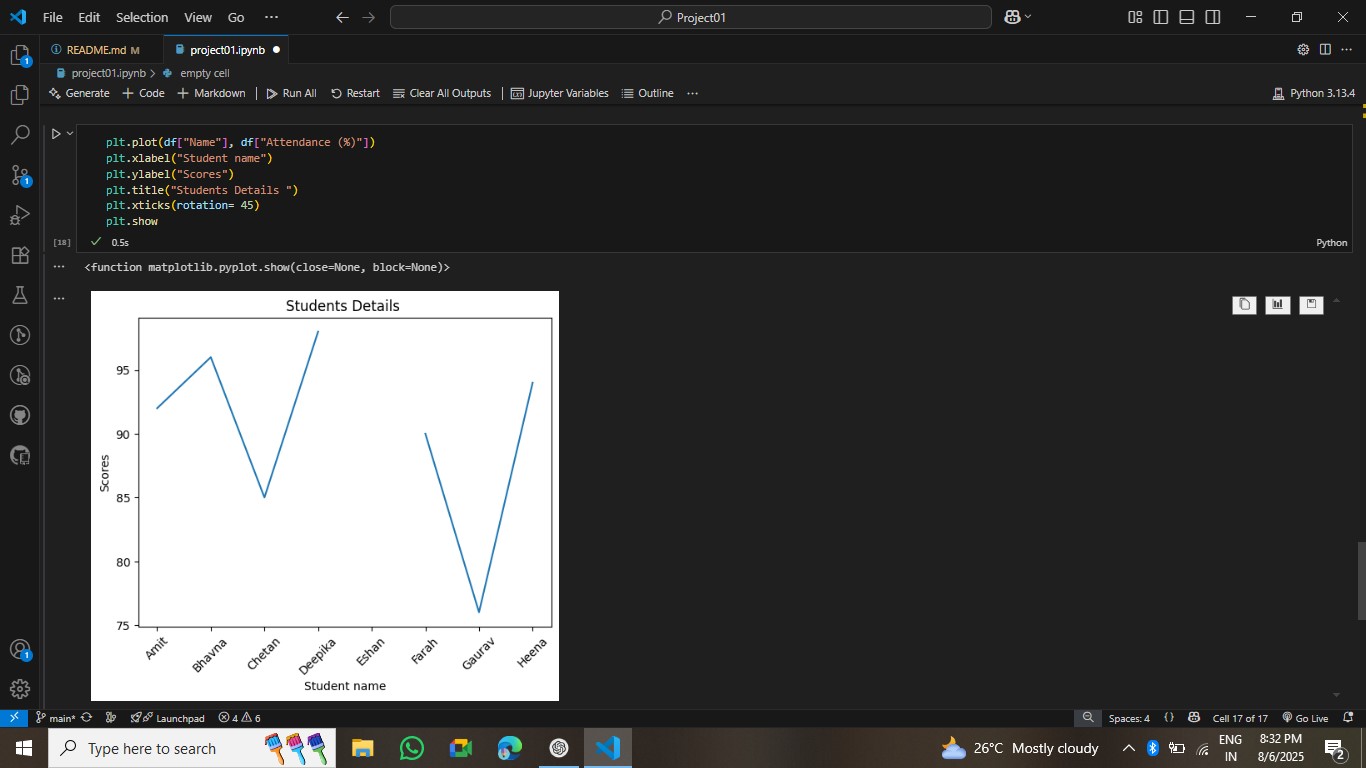 File Edit Selection View Go ··· Project01
README.md M project01.ipynb
project01.ipynb > empty cell
Generate + Code + Markdown Run All Restart Clear All Outputs Jupyter Variables Outline ··· Python 3.13.4
plt.plot(df["Name"], df["Attendance (%)"])
plt.xlabel("Student name")
plt.ylabel("Scores")
plt.title("Students Details ")
plt.xticks(rotation= 45)
plt.show
[18] 0.5s Python
<function matplotlib.pyplot.show(close=None, block=None)>
Students Details
95
90
85
80
75
Scores
Amit Bhavna Chetan Deepika Eshan Farah Gaurav Heena
Student name
1
1
1
main* Launchpad 4 6 Spaces: 4 {} Cell 17 of 17 Go Live
Type here to search 26°C Mostly cloudy ENG 8:32 PM
IN 8/6/2025 2